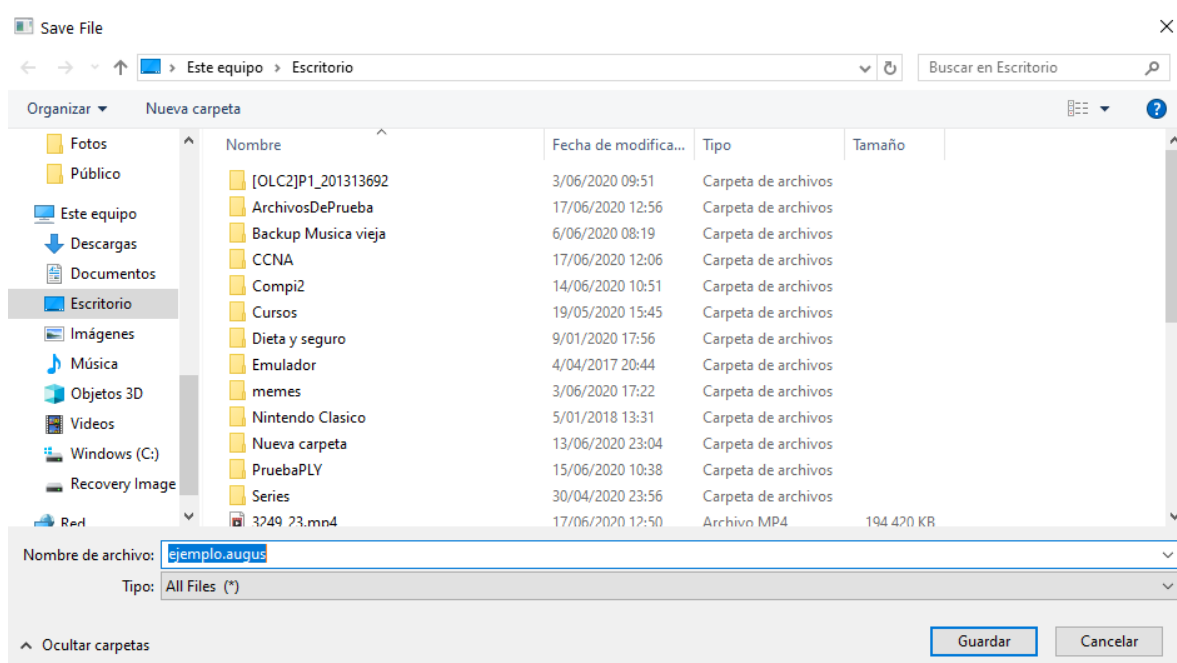 Save File
Este equipo > Escritorio
Buscar en Escritorio
Organizar
Nueva carpeta
?
Fotos
Público
Este equipo
Descargas
Documentos
Escritorio
Imágenes
Música
Objetos 3D
Videos
Windows (C:)
Recovery Image
Red
Nombre Fecha de modifica... Tipo Tamaño
[OLC2]P1_201313692 3/06/2020 09:51 Carpeta de archivos
ArchivosDePrueba 17/06/2020 12:56 Carpeta de archivos
Backup Musica vieja 6/06/2020 08:19 Carpeta de archivos
CCNA 17/06/2020 12:06 Carpeta de archivos
Compi2 14/06/2020 10:51 Carpeta de archivos
Cursos 19/05/2020 15:45 Carpeta de archivos
Dieta y seguro 9/01/2020 17:56 Carpeta de archivos
Emulador 4/04/2017 20:44 Carpeta de archivos
memes 3/06/2020 17:22 Carpeta de archivos
Nintendo Clasico 5/01/2018 13:31 Carpeta de archivos
Nueva carpeta 13/06/2020 23:04 Carpeta de archivos
PruebaPLY 15/06/2020 10:38 Carpeta de archivos
Series 30/04/2020 23:56 Carpeta de archivos
3249_23.mp4 17/06/2020 12:50 Archivo MP4 194 420 KB
Nombre de archivo: ejemplo.augus
Tipo: All Files (*)
Ocultar carpetas
Guardar
Cancelar